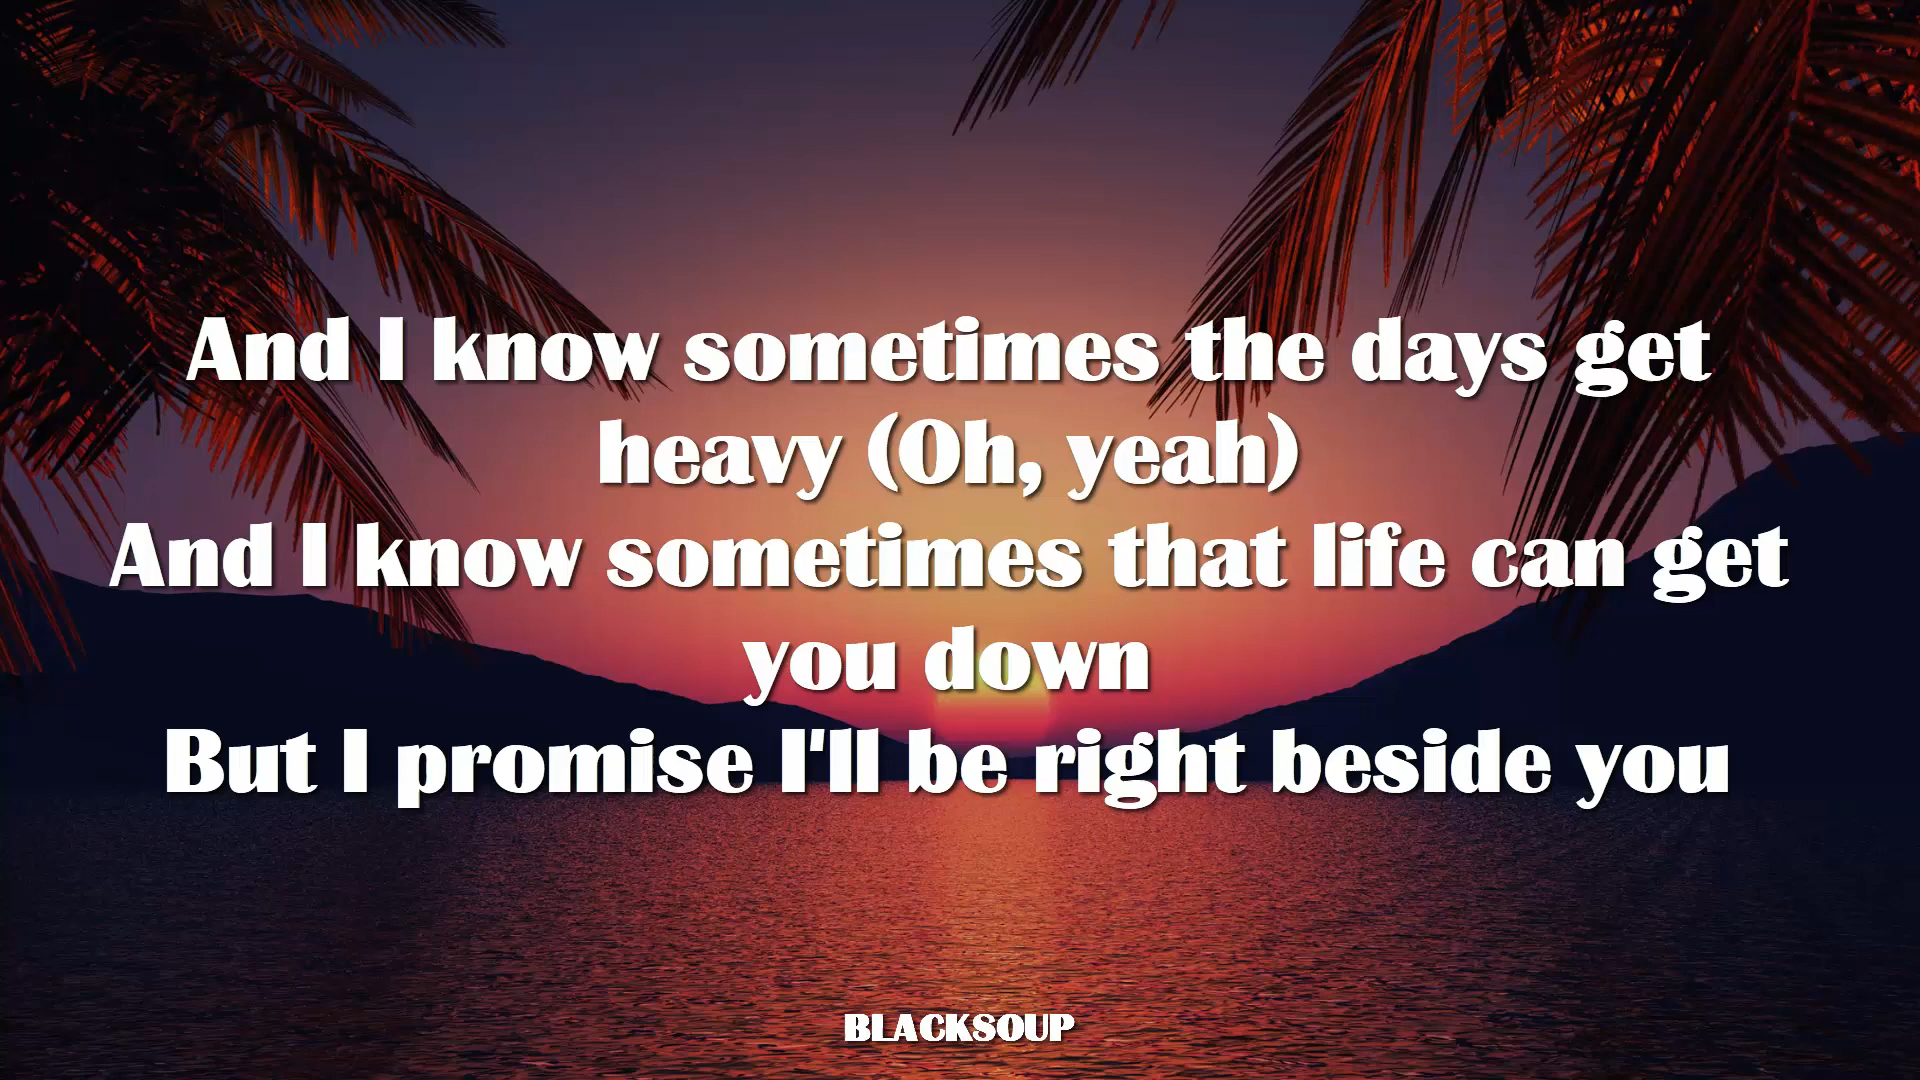 And I know sometimes the days get
heavy (Oh, yeah)
And I know sometimes that life can get
you down
But I promise I'll be right beside you
BLACKSOUP